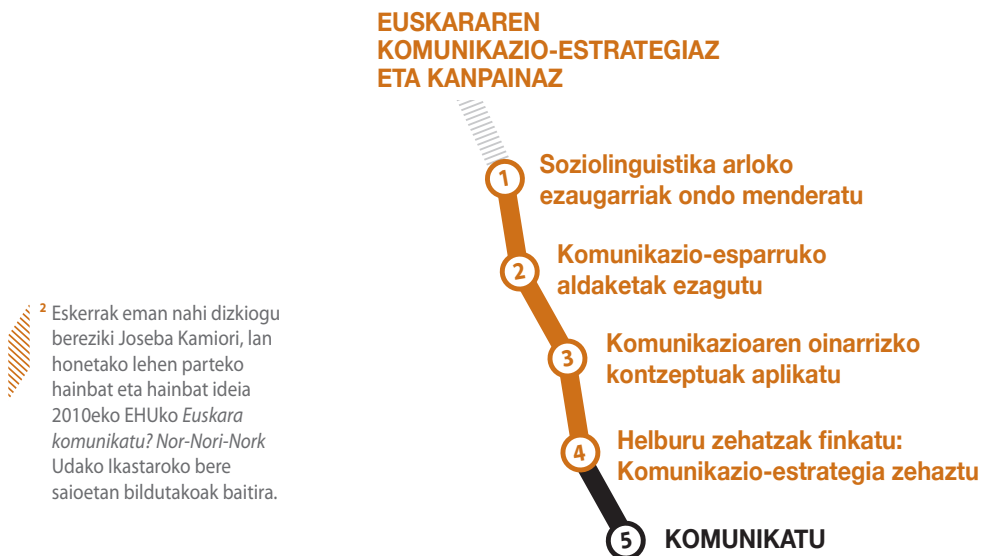 EUSKARAREN
KOMUNIKAZIO-ESTRATEGIAZ
ETA KANPAINAZ
1
Soziolinguistika arloko
ezaugarriak ondo menderatu
2
Komunikazio-esparruko
aldaketak ezagutu
3
Komunikazioaren oinarrizko
kontzeptuak aplikatu
4
Helburu zehatzak finkatu:
Komunikazio-estrategia zehaztu
5
KOMUNIKATU
2 Eskerrak eman nahi dizkiogu
bereziki Joseba Kamiori, lan
honetako lehen parteko
hainbat eta hainbat ideia
2010eko EHUko Euskara
komunikatu? Nor-Nori-Nork
Udako Ikastaroko bere
saioetan bildutakoak baitira.